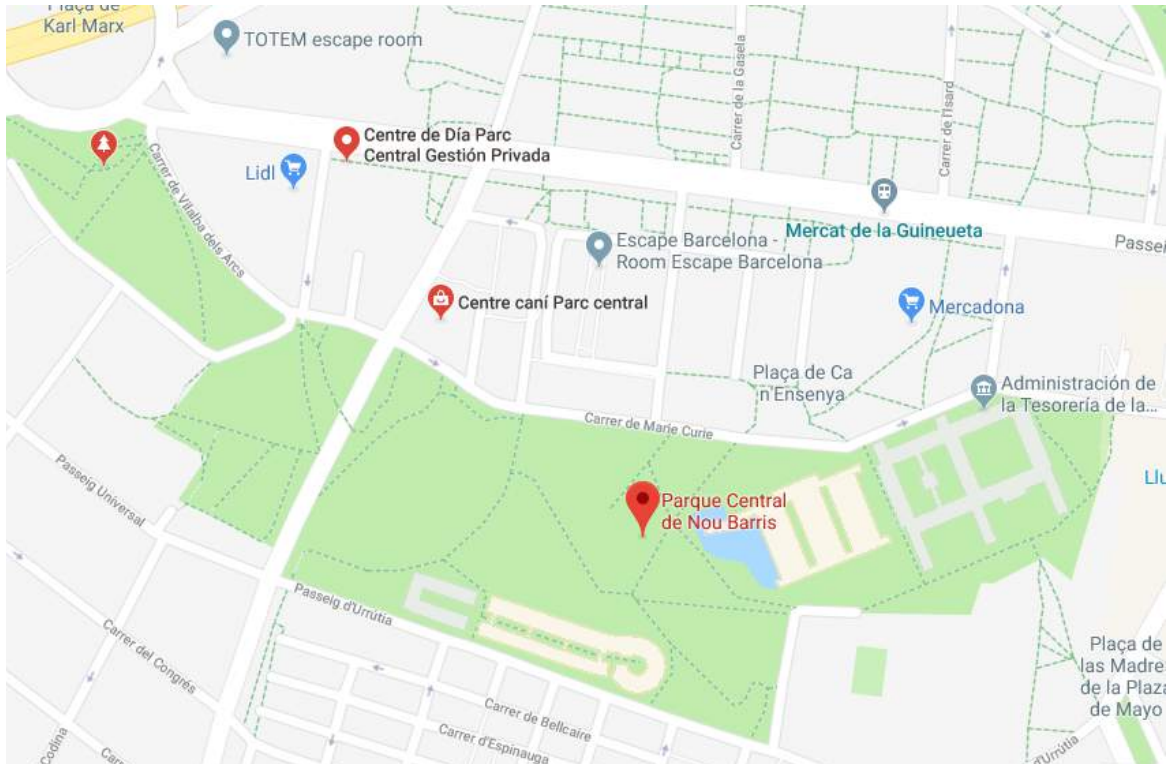 Plaça de
Karl Marx
TOTEM escape room
Carrer de la Gasela
Carrer de l'Isard
Centre de Día Parc
Central Gestión Privada
Lidl
Carrer de Vilalba dels Arcs
Mercat de la Guineueta
Passei
Escape Barcelona -
Room Escape Barcelona
Centre caní Parc central
Mercadona
Plaça de Ca
n'Ensenya
Administración de
la Tesorería de la...
Carrer de Marie Curie
Passeig Universal
Parque Central
de Nou Barris
Llu
Passeig d'Urrútia
Carrer del Congrés
Plaça de
las Madre
de la Plaza
de Mayo
Carrer de Bellcaire
Carrer d'Espinauga
d'Urrútia
Codina
Carre